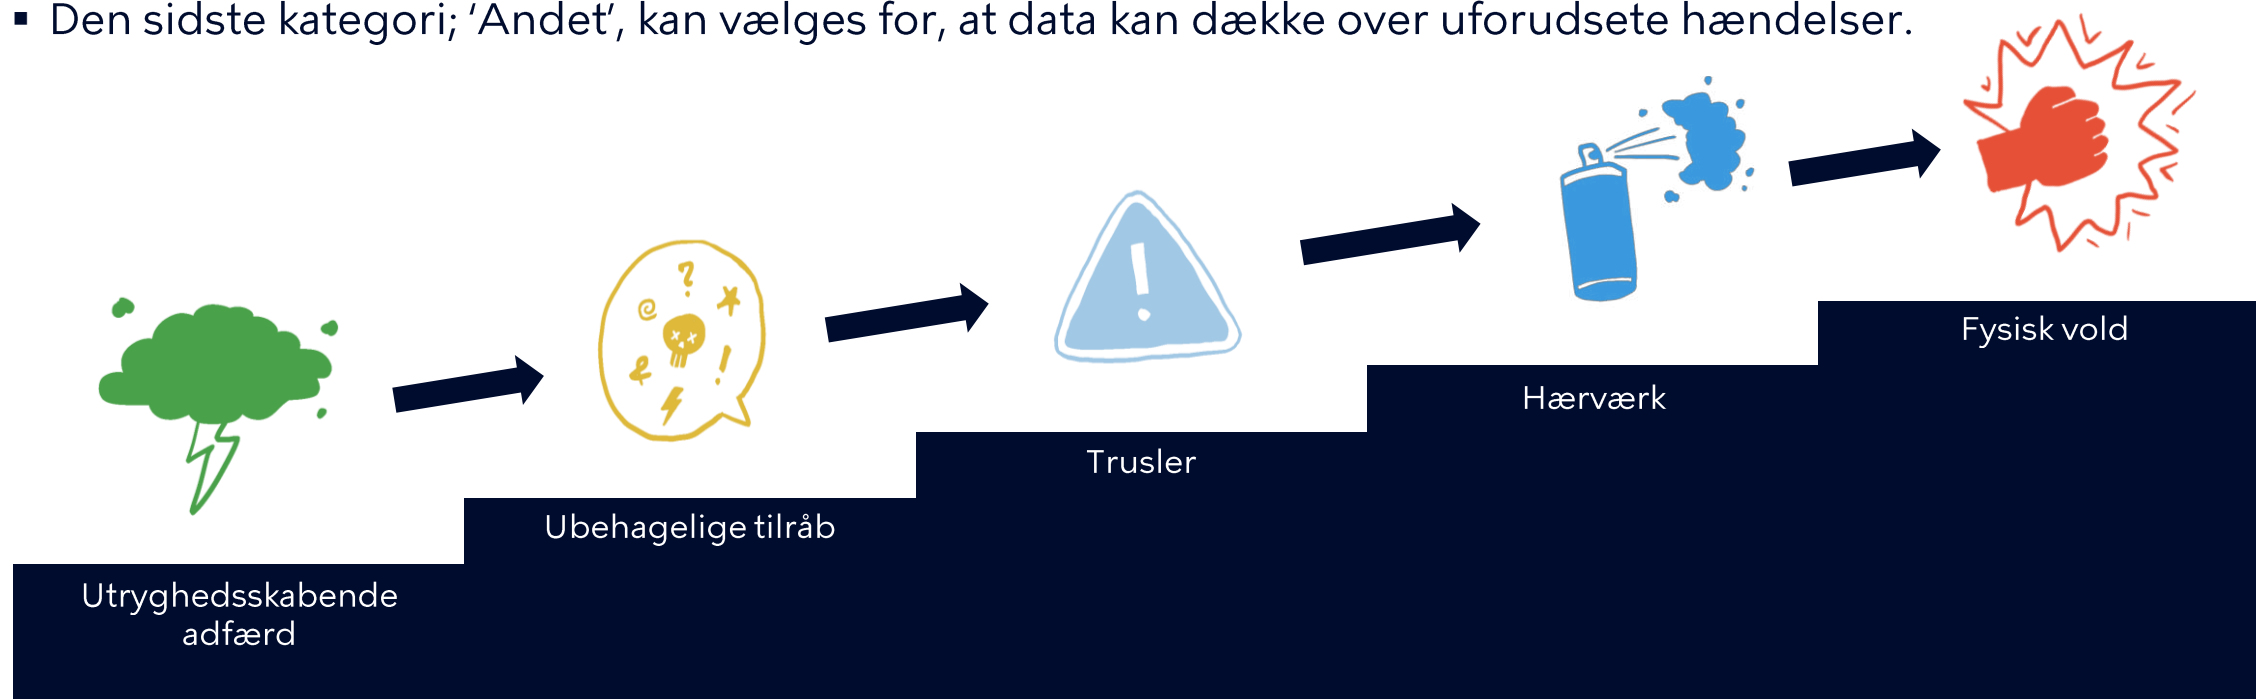 ▪ Den sidste kategori; ‘Andet’, kan vælges for, at data kan dække over uforudsete hændelser.
Fysisk vold
Hærværk
Trusler
Ubehagelige tilråb
Utryghedsskabende
adfærd